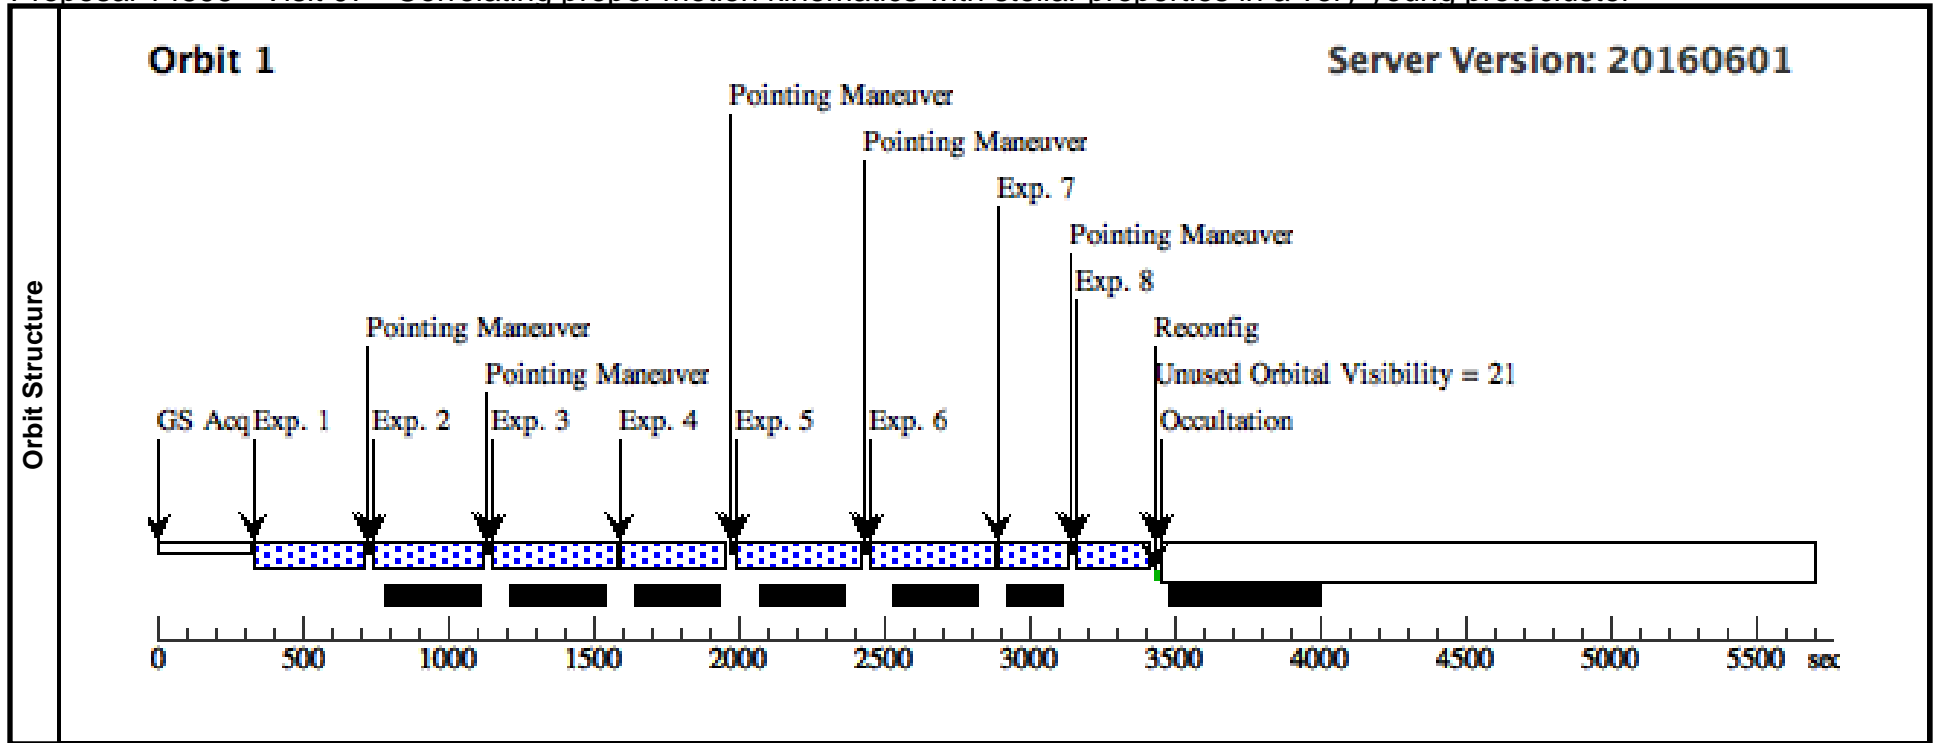 Orbit 1
Server Version: 20160601
Pointing Maneuver
Pointing Maneuver
Exp. 7
Pointing Maneuver
Exp. 8
Pointing Maneuver
Reconfig
Pointing Maneuver
Unused Orbital Visibility = 21
GS Acq Exp. 1 Exp. 2 Exp. 3 Exp. 4 Exp. 5 Exp. 6 Occultation
Orbit Structure
0 500 1000 1500 2000 2500 3000 3500 4000 4500 5000 5500 sec